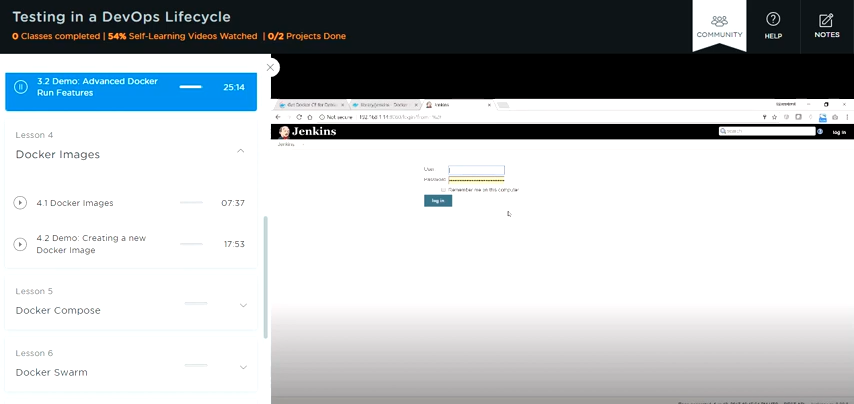 Testing in a DevOps Lifecycle
0 Classes completed | 54% Self-Learning Videos Watched | 0/2 Projects Done
COMMUNITY
HELP
NOTES
3.2 Demo: Advanced Docker
Run Features
25:14
Lesson 4
Docker Images
4.1 Docker Images
07:37
4.2 Demo: Creating a new
Docker Image
17:53
Lesson 5
Docker Compose
Lesson 6
Docker Swarm
Jenkins
Not secure
Jenkins
search
log in
Jenkins
User
Password
Remember me on this computer
log in